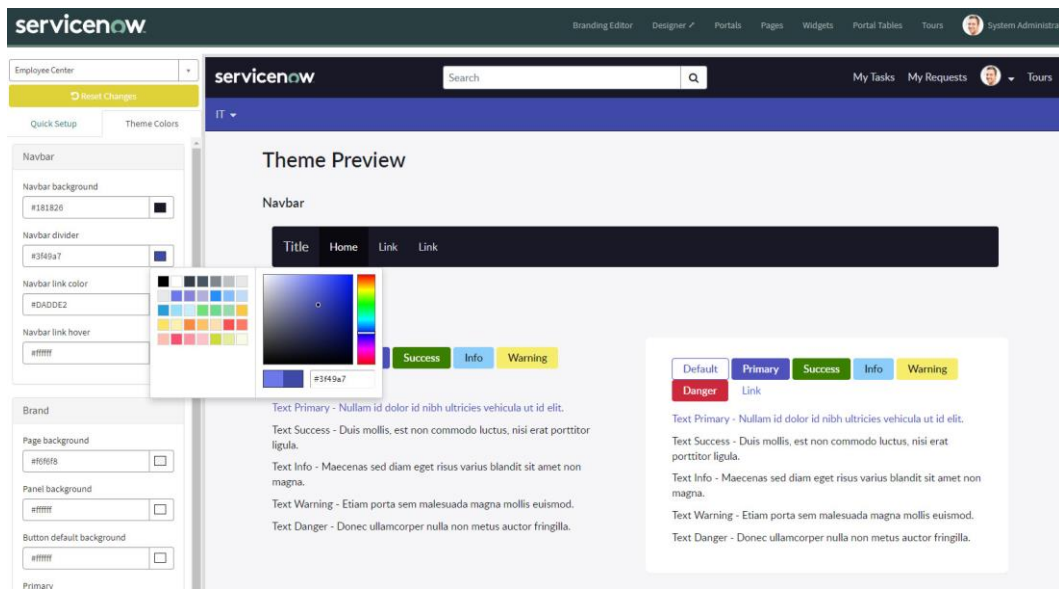 servicenow
Branding Editor Designer Portals Pages Widgets Portal Tables Tours System Administra
Employee Center
Reset Changes
Quick Setup Theme Colors
Navbar
Navbar background
#181826
Navbar divider
#3f49a7
Navbar link color
#DADDE2
Navbar link hover
#ffffff
Brand
Page background
#f6f6f8
Panel background
#ffffff
Button default background
#ffffff
Primary
#3f49a7
servicenow Search My Tasks My Requests Tours
IT
Theme Preview
Navbar
Title Home Link Link
Success Info Warning
Text Primary - Nullam id dolor id nibh ultricies vehicula ut id elit.
Text Success - Duis mollis, est non commodo luctus, nisi erat porttitor
ligula.
Text Info - Maecenas sed diam eget risus varius blandit sit amet non
magna.
Text Warning - Etiam porta sem malesuada magna mollis euismod.
Text Danger - Donec ullamcorper nulla non metus auctor fringilla.
Default Primary Success Info Warning
Danger Link
Text Primary - Nullam id dolor id nibh ultricies vehicula ut id elit.
Text Success - Duis mollis, est non commodo luctus, nisi erat
porttitor ligula.
Text Info - Maecenas sed diam eget risus varius blandit sit amet non
magna.
Text Warning - Etiam porta sem malesuada magna mollis euismod.
Text Danger - Donec ullamcorper nulla non metus auctor fringilla.